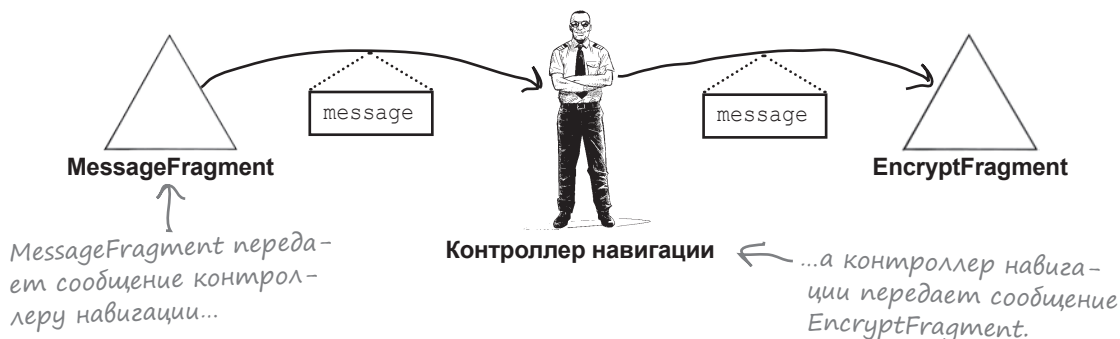 message
message
MessageFragment
EncryptFragment
MessageFragment переда-
ет сообщение контрол-
леру навигации...
Контроллер навигации
...а контроллер навига-
ции передает сообщение
EncryptFragment.